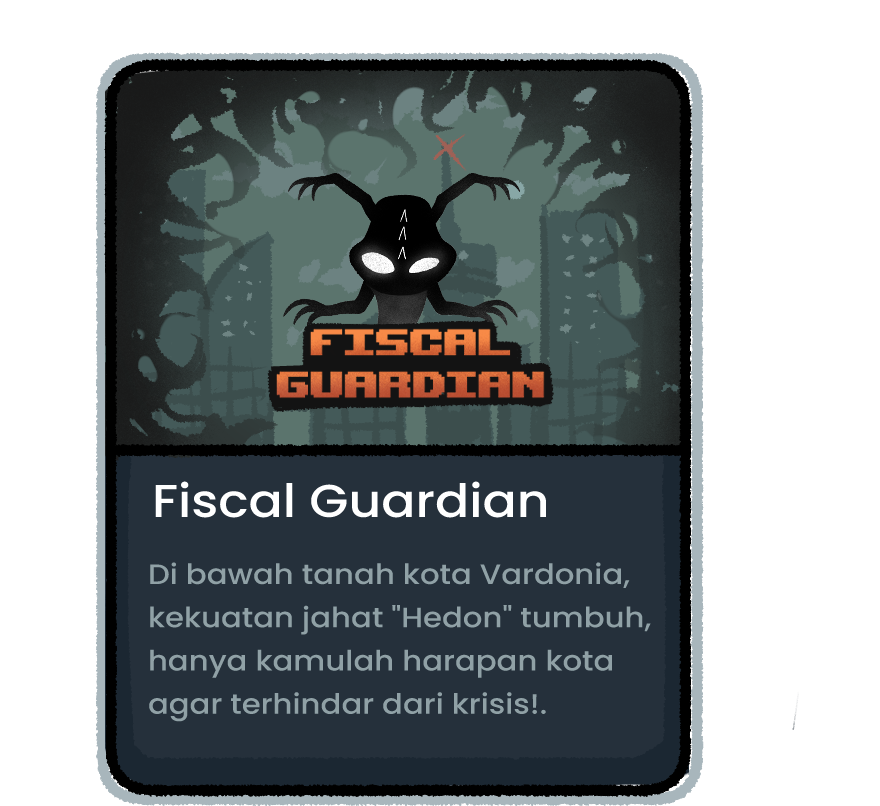 FISCAL
GUARDIAN
Fiscal Guardian
Di bawah tanah kota Vardonia,
kekuatan jahat "Hedon" tumbuh,
hanya kamulah harapan kota
agar terhindar dari krisis!.